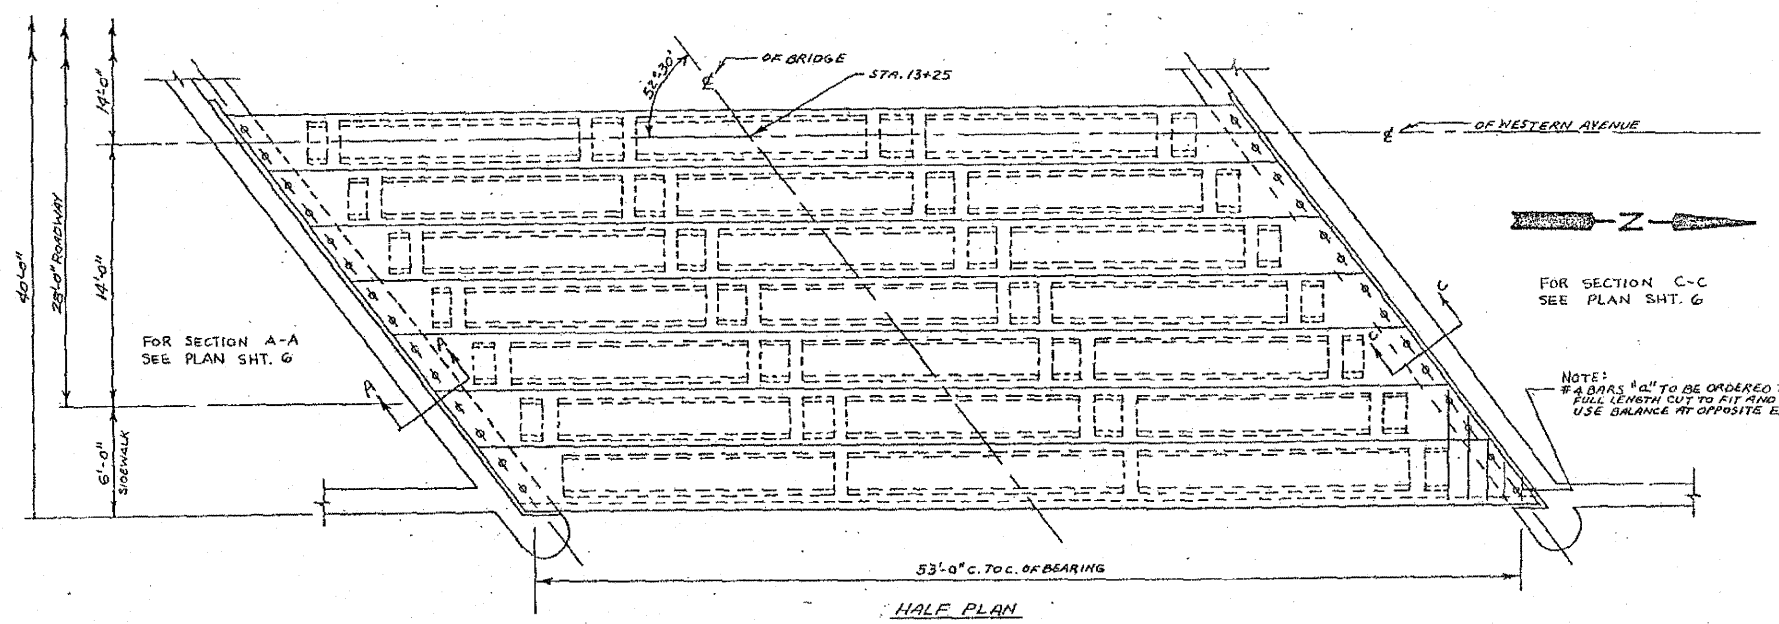 40'-0"
28'-0" ROADWAY
14'-0"
14'-0"
6'-0"
SIDEWALK
52°-30'
℄ OF BRIDGE
STA. 13+25
℄ OF WESTERN AVENUE
N
FOR SECTION A-A
SEE PLAN SHT. 6
A
A
FOR SECTION C-C
SEE PLAN SHT. 6
C
C
NOTE:
#4 BARS "a" TO BE ORDERED
FULL LENGTH CUT TO FIT AND
USE BALANCE AT OPPOSITE
53'-0" C. TO C. OF BEARING
HALF PLAN